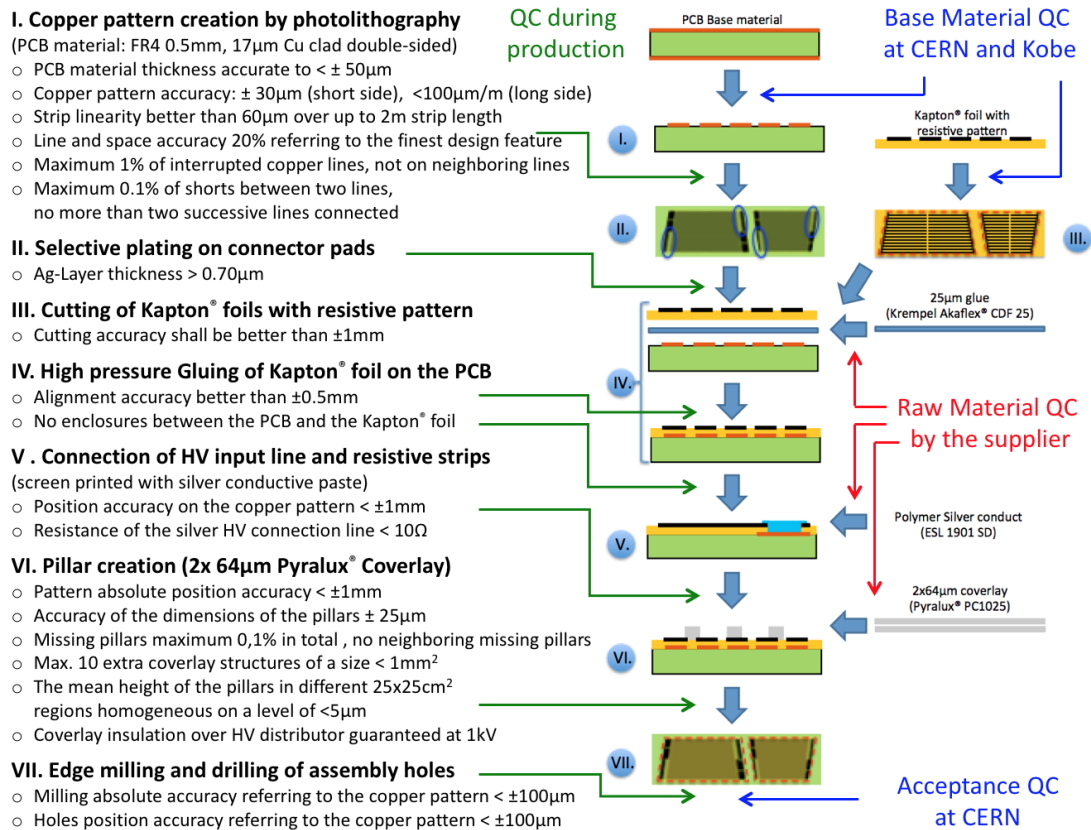 I. Copper pattern creation by photolithography
(PCB material: FR4 0.5mm, 17µm Cu clad double-sided)
○ PCB material thickness accurate to < ± 50µm
○ Copper pattern accuracy: ± 30µm (short side), <100µm/m (long side)
○ Strip linearity better than 60µm over up to 2m strip length
○ Line and space accuracy 20% referring to the finest design feature
○ Maximum 1% of interrupted copper lines, not on neighboring lines
○ Maximum 0.1% of shorts between two lines,
no more than two successive lines connected
II. Selective plating on connector pads
○ Ag-Layer thickness > 0.70µm
III. Cutting of Kapton® foils with resistive pattern
○ Cutting accuracy shall be better than ±1mm
IV. High pressure Gluing of Kapton® foil on the PCB
○ Alignment accuracy better than ±0.5mm
○ No enclosures between the PCB and the Kapton® foil
V . Connection of HV input line and resistive strips
(screen printed with silver conductive paste)
○ Position accuracy on the copper pattern < ±1mm
○ Resistance of the silver HV connection line < 10Ω
VI. Pillar creation (2x 64µm Pyralux® Coverlay)
○ Pattern absolute position accuracy < ±1mm
○ Accuracy of the dimensions of the pillars ± 25µm
○ Missing pillars maximum 0,1% in total , no neighboring missing pillars
○ Max. 10 extra coverlay structures of a size < 1mm²
○ The mean height of the pillars in different 25x25cm²
regions homogeneous on a level of <5µm
○ Coverlay insulation over HV distributor guaranteed at 1kV
VII. Edge milling and drilling of assembly holes
○ Milling absolute accuracy referring to the copper pattern < ±100µm
○ Holes position accuracy referring to the copper pattern < ±100µm
QC during
production
PCB Base material
Base Material QC
at CERN and Kobe
I.
Kapton® foil with
resistive pattern
II.
III.
25µm glue
(Krempel Akaflex® CDF 25)
IV.
Raw Material QC
by the supplier
V.
Polymer Silver conduct
(ESL 1901 SD)
2x64µm coverlay
(Pyralux® PC1025)
VI.
VII.
Acceptance QC
at CERN